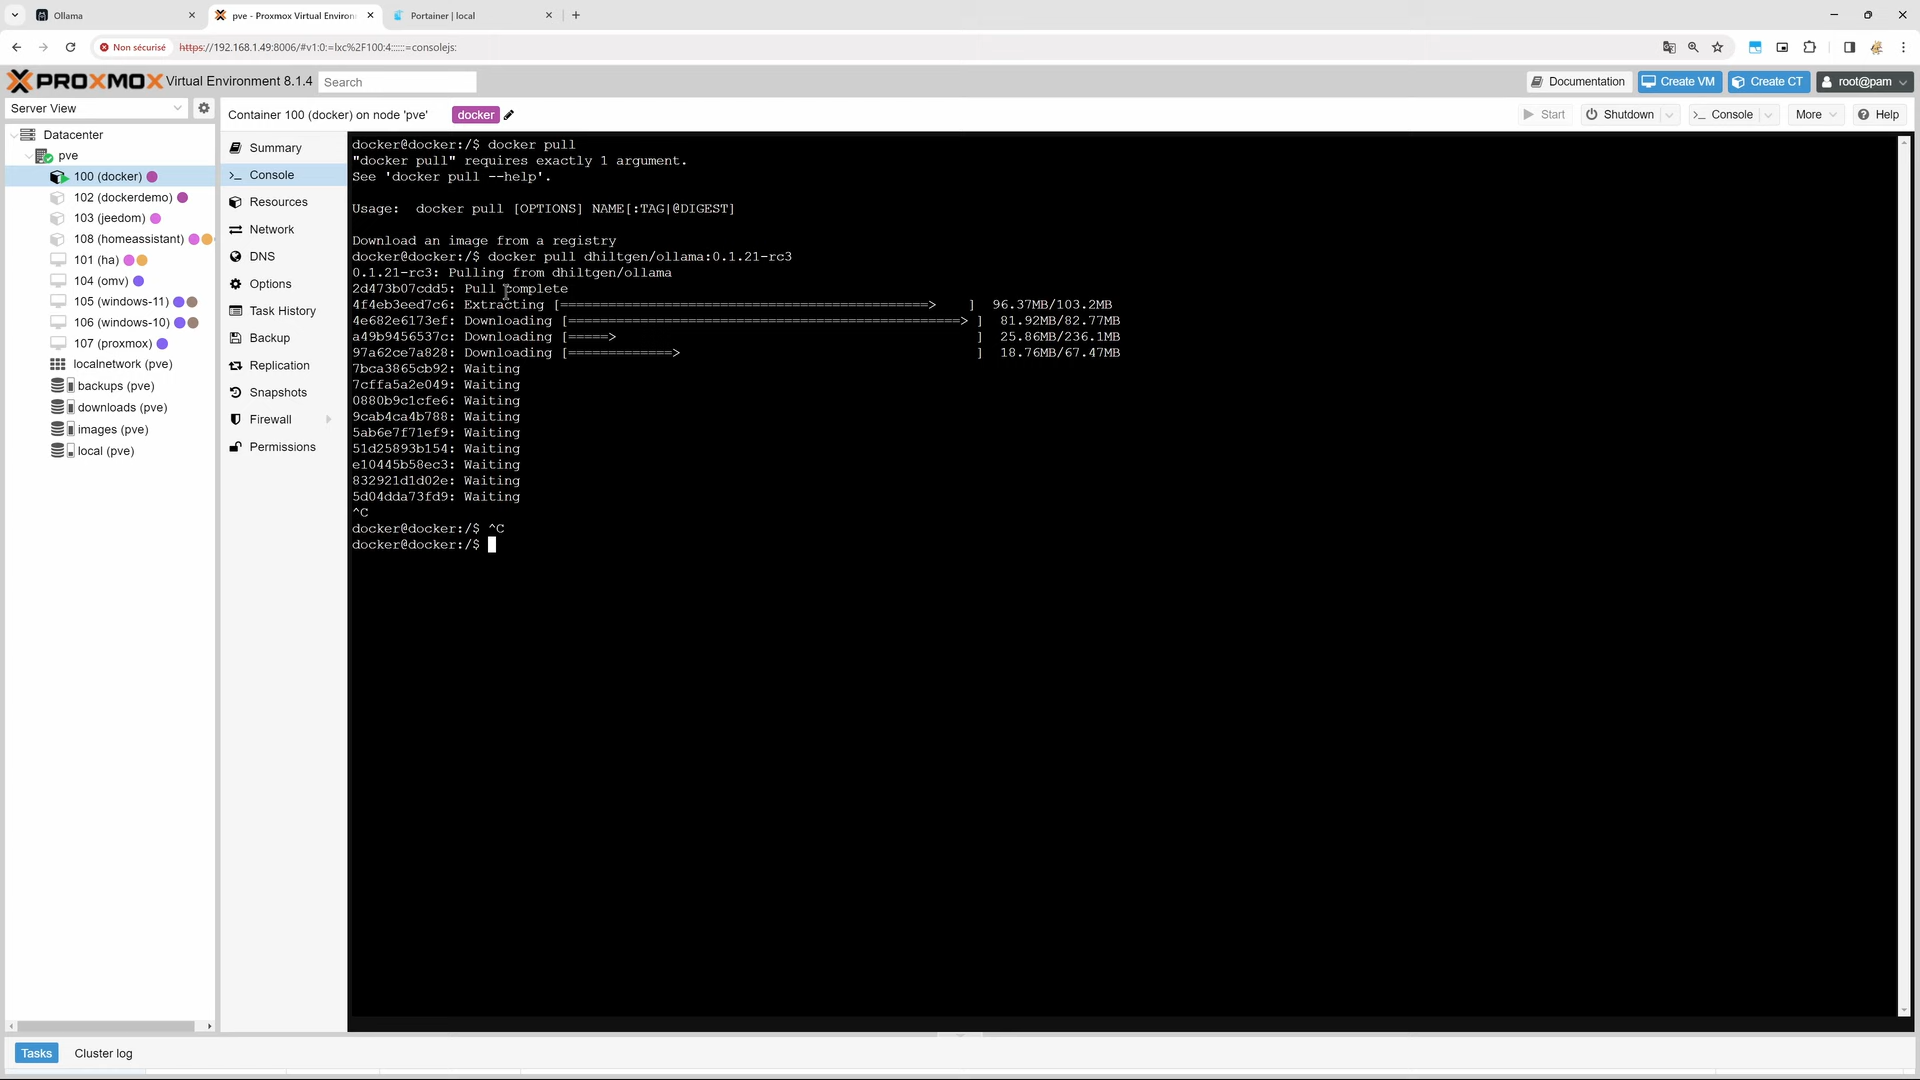 Ollama
pve - Proxmox Virtual Environ
Portainer | local
Non sécurisé
https://192.168.1.49:8006/#v1:0:=lxc%2F100:4::::::=consolejs:
PROXMOX Virtual Environment 8.1.4
Search
Documentation
Create VM
Create CT
root@pam
Server View
Container 100 (docker) on node 'pve'
docker
Start
Shutdown
>_ Console
More
Help
Datacenter
pve
100 (docker)
102 (dockerdemo)
103 (jeedom)
108 (homeassistant)
101 (ha)
104 (omv)
105 (windows-11)
106 (windows-10)
107 (proxmox)
localnetwork (pve)
backups (pve)
downloads (pve)
images (pve)
local (pve)
Summary
>_ Console
Resources
Network
DNS
Options
Task History
Backup
Replication
Snapshots
Firewall
Permissions
docker@docker:/$ docker pull
"docker pull" requires exactly 1 argument.
See 'docker pull --help'.
Usage:  docker pull [OPTIONS] NAME[:TAG|@DIGEST]
Download an image from a registry
docker@docker:/$ docker pull dhiltgen/ollama:0.1.21-rc3
0.1.21-rc3: Pulling from dhiltgen/ollama
2d473b07cdd5: Pull complete
4f4eb3eed7c6: Extracting [==============================================>    ]  96.37MB/103.2MB
4e682e6173ef: Downloading [=================================================> ]  81.92MB/82.77MB
a49b9456537c: Downloading [=====>                                             ]  25.86MB/236.1MB
97a62ce7a828: Downloading [=============>                                     ]  18.76MB/67.47MB
7bca3865cb92: Waiting
7cffa5a2e049: Waiting
0880b9c1cfe6: Waiting
9cab4ca4b788: Waiting
5ab6e7f71ef9: Waiting
51d25893b154: Waiting
e10445b58ec3: Waiting
832921d1d02e: Waiting
5d04dda73fd9: Waiting
^C
docker@docker:/$ ^C
docker@docker:/$
Tasks
Cluster log